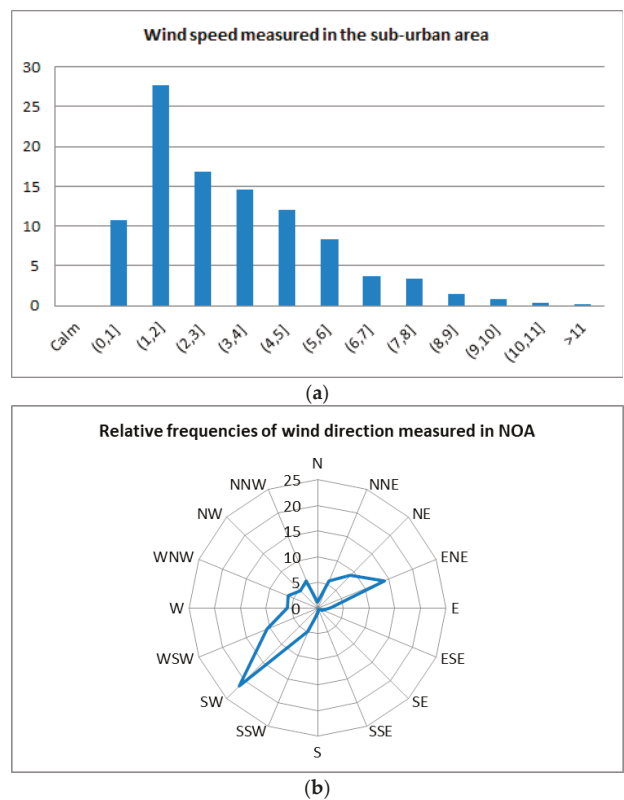 Wind speed measured in the sub-urban area
30
25
20
15
10
5
0
Calm
(0,1]
(1,2]
(2,3]
(3,4]
(4,5]
(5,6]
(6,7]
(7,8]
(8,9]
(9,10]
(10,11]
>11
(a)
Relative frequencies of wind direction measured in NOA
N
NNW 25 NNE
NW 20 NE
15
WNW 10 ENE
5
W 0 E
WSW ESE
SW SE
SSW SSE
S
(b)